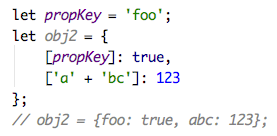 let propKey = 'foo';
let obj2 = {
    [propKey]: true,
    ['a' + 'bc']: 123
};
// obj2 = {foo: true, abc: 123};